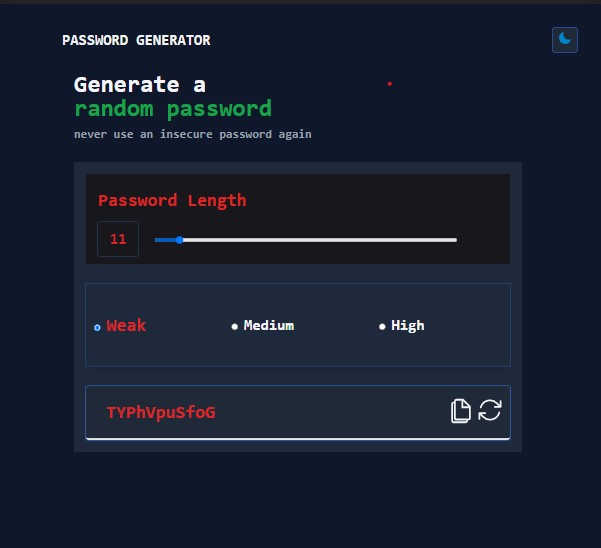 PASSWORD GENERATOR
Generate a
random password
never use an insecure password again
Password Length
11
Weak Medium High
TYPhVpuSfoG